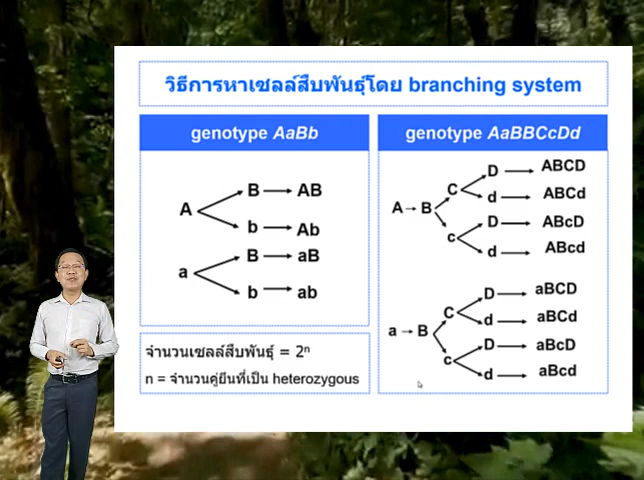 วิธีการหาเซลล์สืบพันธุ์โดย branching system
genotype AaBb
A
B → AB
b → Ab
a
B → aB
b → ab
จำนวนเซลล์สืบพันธุ์ = 2ⁿ
n = จำนวนคู่ยีนที่เป็น heterozygous
genotype AaBBCcDd
A → B
C
D → ABCD
d → ABCd
c
D → ABcD
d → ABcd
a → B
C
D → aBCD
d → aBCd
c
D → aBcD
d → aBcd